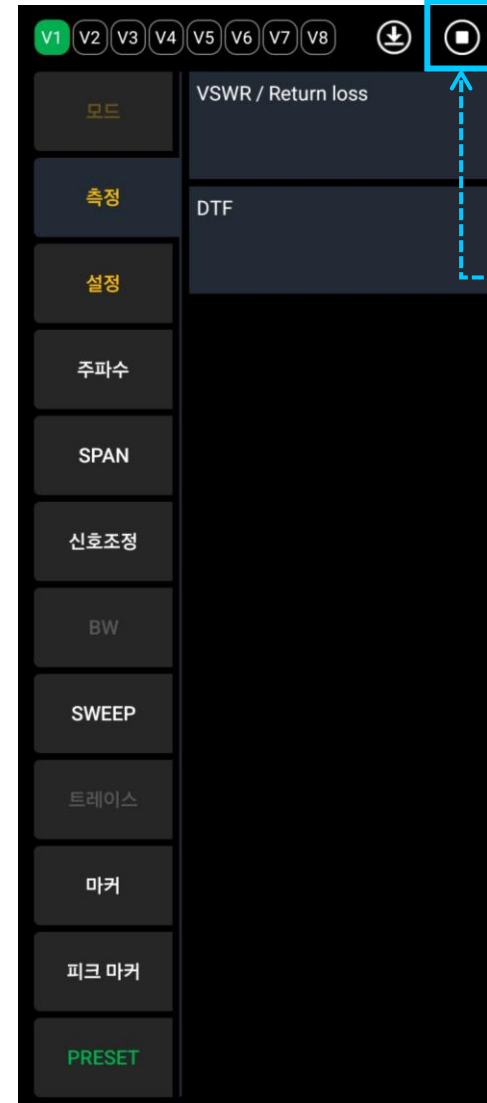 V1 V2 V3 V4 V5 V6 V7 V8
모드
VSWR / Return loss
측정
DTF
설정
주파수
SPAN
신호조정
BW
SWEEP
트레이스
마커
피크 마커
PRESET